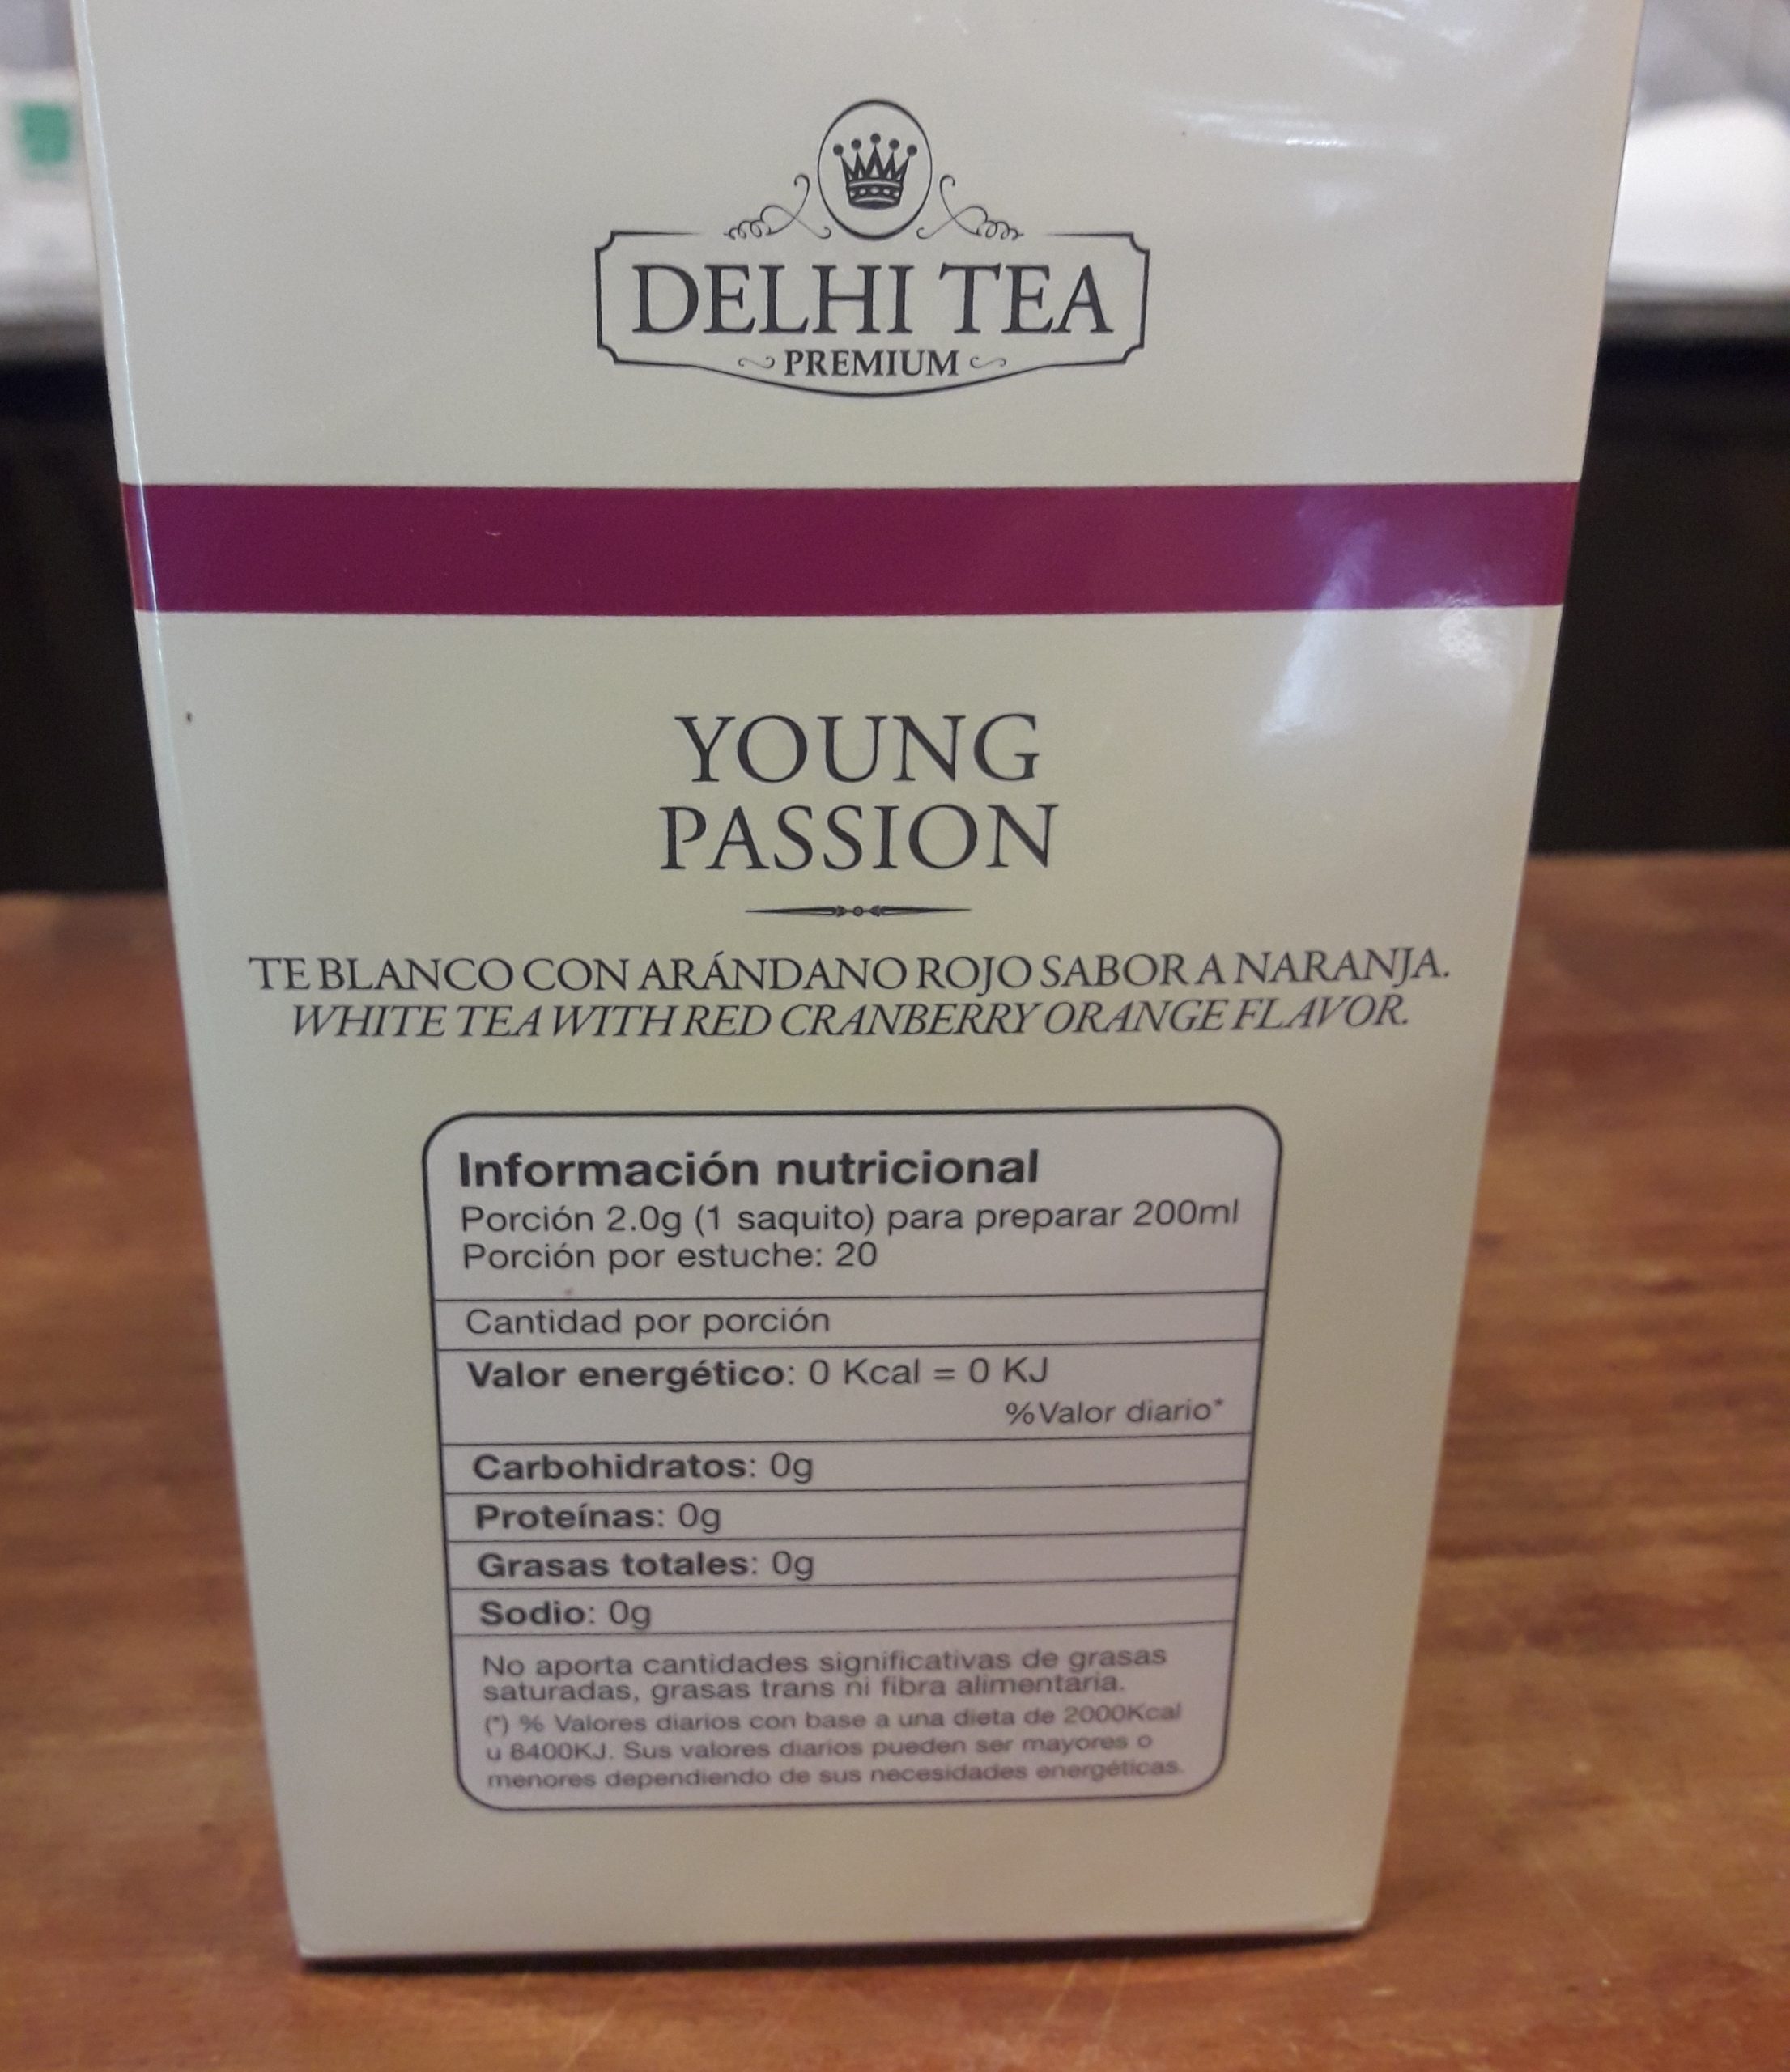 DELHI TEA
PREMIUM
YOUNG
PASSION
TE BLANCO CON ARÁNDANO ROJO SABOR A NARANJA.
WHITE TEA WITH RED CRANBERRY ORANGE FLAVOR.
Información nutricional
Porción 2.0g (1 saquito) para preparar 200ml
Porción por estuche: 20
Cantidad por porción
Valor energético: 0 Kcal = 0 KJ
%Valor diario*
Carbohidratos: 0g
Proteínas: 0g
Grasas totales: 0g
Sodio: 0g
No aporta cantidades significativas de grasas
saturadas, grasas trans ni fibra alimentaria.
(*) % Valores diarios con base a una dieta de 2000Kcal
u 8400KJ. Sus valores diarios pueden ser mayores o
menores dependiendo de sus necesidades energéticas.